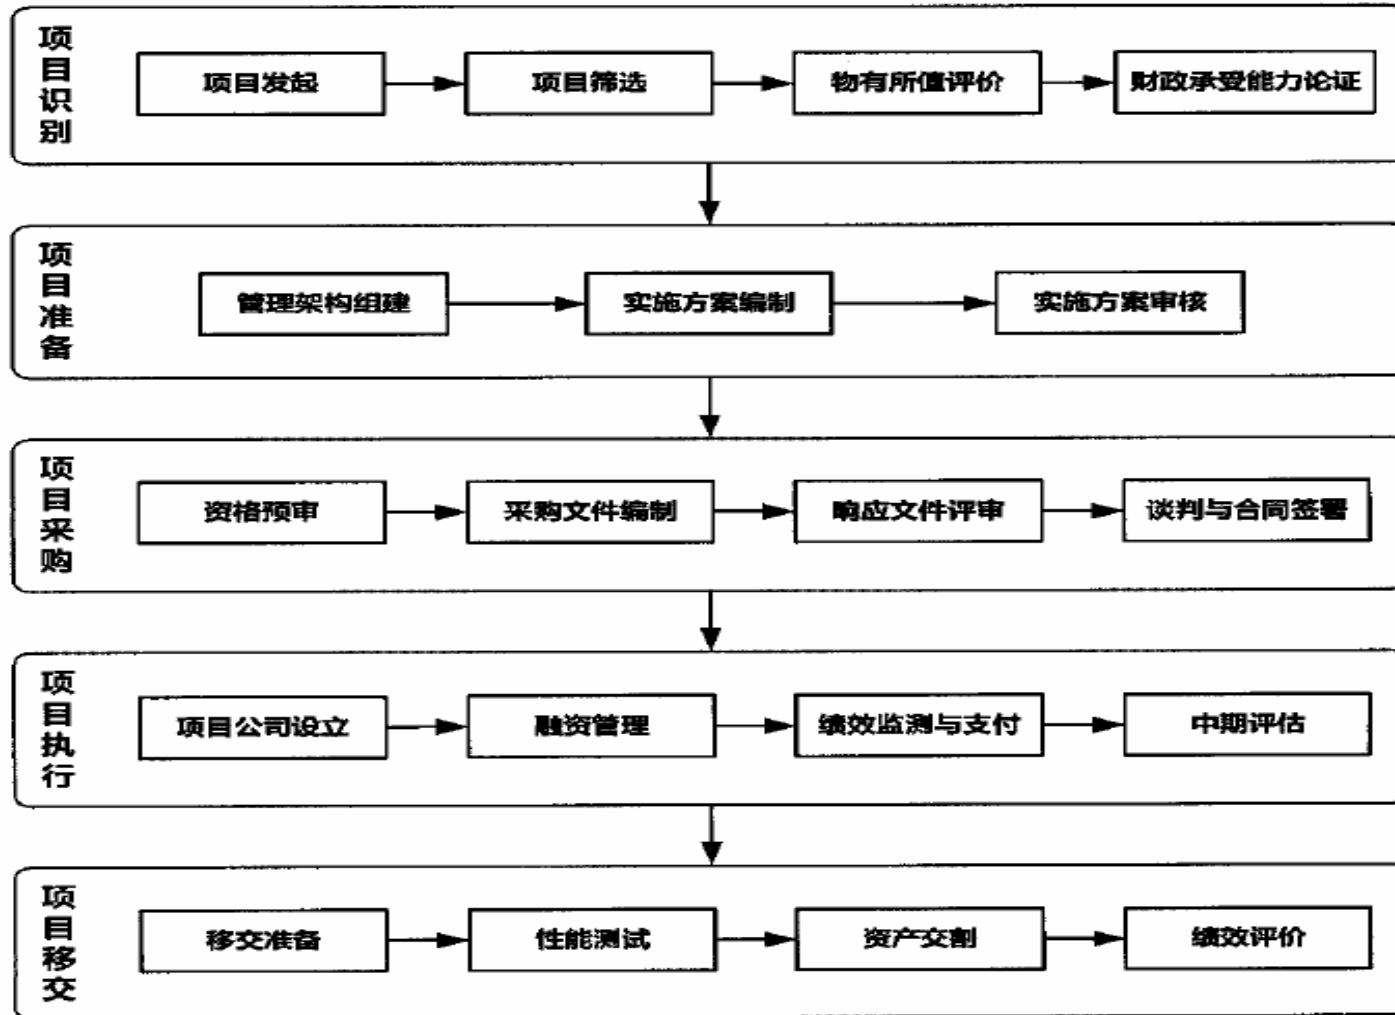 项目识别
项目发起
项目筛选
物有所值评价
财政承受能力论证
项目准备
管理架构组建
实施方案编制
实施方案审核
项目采购
资格预审
采购文件编制
响应文件评审
谈判与合同签署
项目执行
项目公司设立
融资管理
绩效监测与支付
中期评估
项目移交
移交准备
性能测试
资产交割
绩效评价